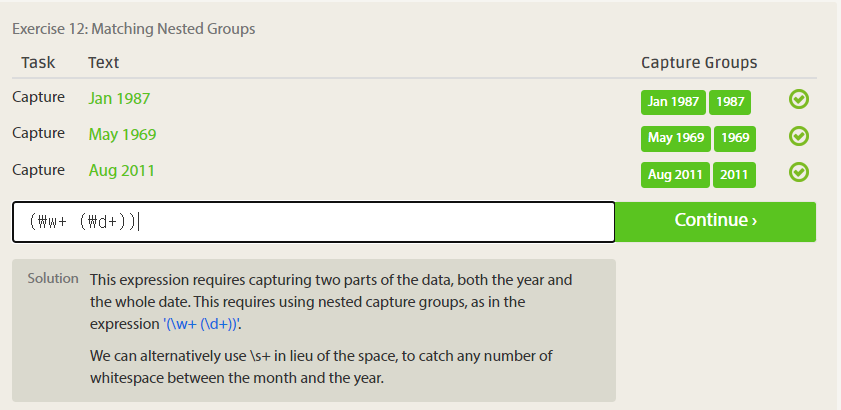 Exercise 12: Matching Nested Groups
Task Text Capture Groups
Capture Jan 1987 Jan 1987 1987
Capture May 1969 May 1969 1969
Capture Aug 2011 Aug 2011 2011
(₩w+ (₩d+)) Continue ›
Solution This expression requires capturing two parts of the data, both the year and
the whole date. This requires using nested capture groups, as in the
expression '(\w+ (\d+))'.
We can alternatively use \s+ in lieu of the space, to catch any number of
whitespace between the month and the year.